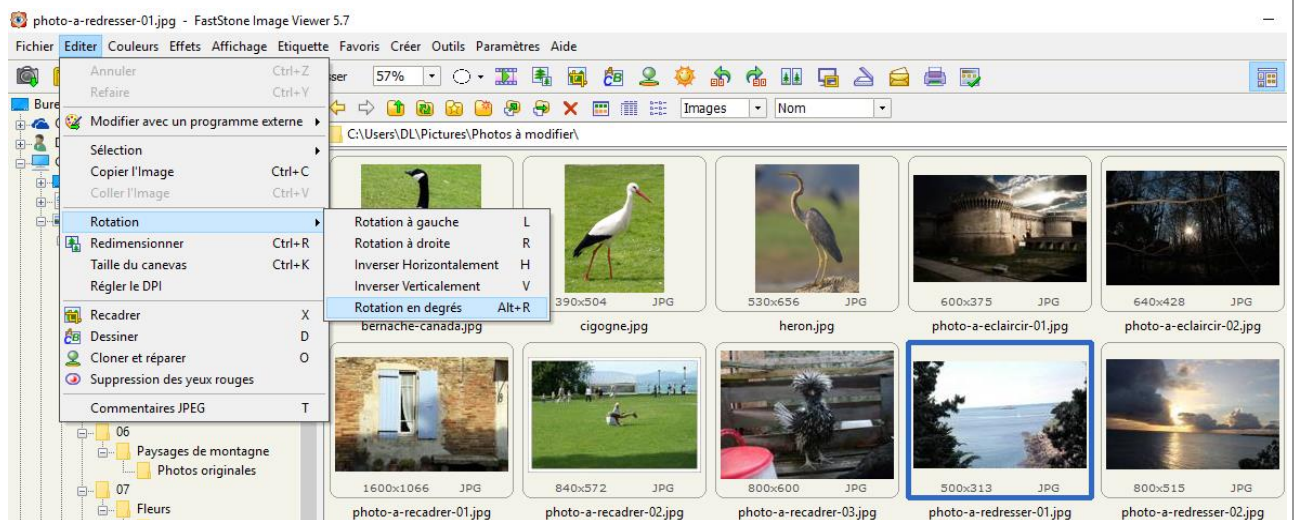 photo-a-redresser-01.jpg - FastStone Image Viewer 5.7
Fichier Editer Couleurs Effets Affichage Etiquette Favoris Créer Outils Paramètres Aide
57%
Images Nom
C:\Users\DL\Pictures\Photos à modifier\
Bure
Annuler Ctrl+Z
Refaire Ctrl+Y
Modifier avec un programme externe
Sélection
Copier l'Image Ctrl+C
Coller l'Image Ctrl+V
Rotation
Redimensionner Ctrl+R
Taille du canevas Ctrl+K
Régler le DPI
Recadrer X
Dessiner D
Cloner et réparer O
Suppression des yeux rouges
Commentaires JPEG T
Rotation à gauche L
Rotation à droite R
Inverser Horizontalement H
Inverser Verticalement V
Rotation en degrés Alt+R
06
Paysages de montagne
Photos originales
07
Fleurs
390x504 JPG
530x656 JPG
600x375 JPG
640x428 JPG
bernache-canada.jpg
cigogne.jpg
heron.jpg
photo-a-eclaircir-01.jpg
photo-a-eclaircir-02.jpg
1600x1066 JPG
840x572 JPG
800x600 JPG
500x313 JPG
800x515 JPG
photo-a-recadrer-01.jpg
photo-a-recadrer-02.jpg
photo-a-recadrer-03.jpg
photo-a-redresser-01.jpg
photo-a-redresser-02.jpg